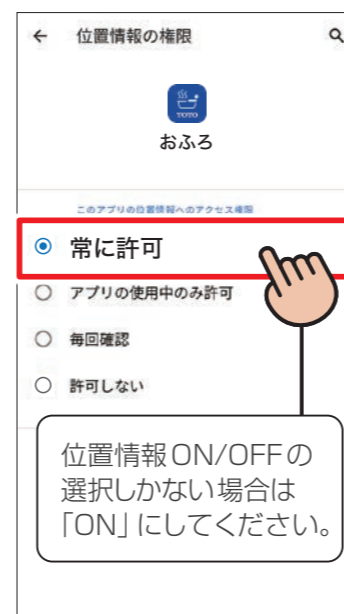 位置情報の権限
TOTO
おふろ
このアプリの位置情報へのアクセス権限
常に許可
アプリの使用中のみ許可
毎回確認
許可しない
位置情報ON/OFFの
選択しかない場合は
「ON」にしてください。